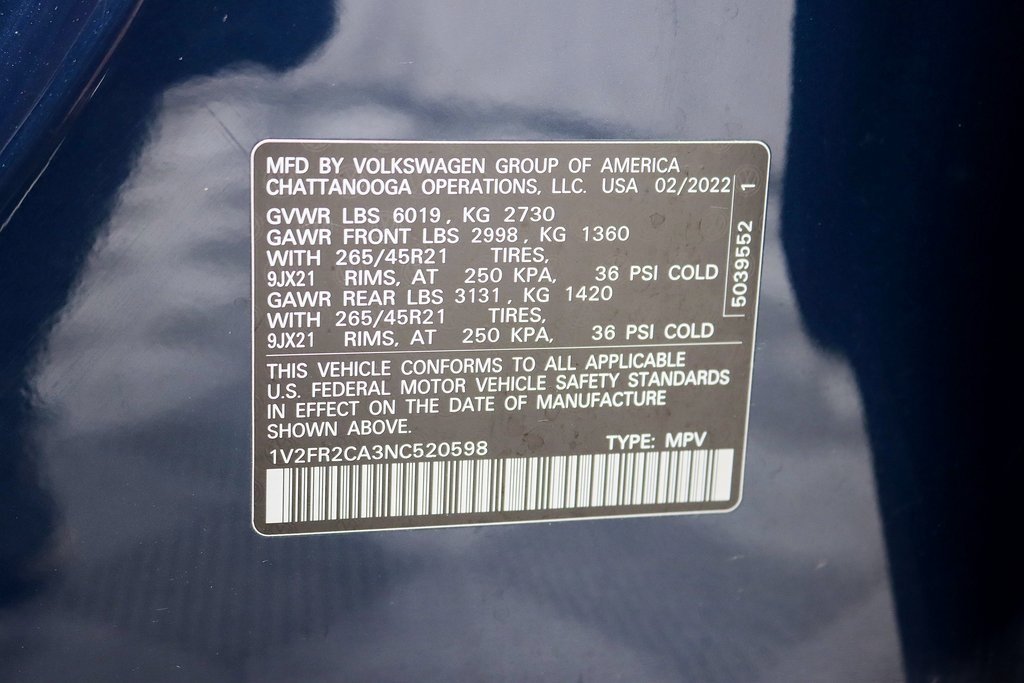 MFD BY VOLKSWAGEN GROUP OF AMERICA
CHATTANOOGA OPERATIONS, LLC. USA 02/2022
GVWR LBS 6019, KG 2730
GAWR FRONT LBS 2998, KG 1360
WITH 265/45R21 TIRES,
9JX21 RIMS, AT 250 KPA, 36 PSI COLD
GAWR REAR LBS 3131, KG 1420
WITH 265/45R21 TIRES,
9JX21 RIMS, AT 250 KPA, 36 PSI COLD
5039552 1
THIS VEHICLE CONFORMS TO ALL APPLICABLE
U.S. FEDERAL MOTOR VEHICLE SAFETY STANDARDS
IN EFFECT ON THE DATE OF MANUFACTURE
SHOWN ABOVE.
1V2FR2CA3NC520598 TYPE: MPV